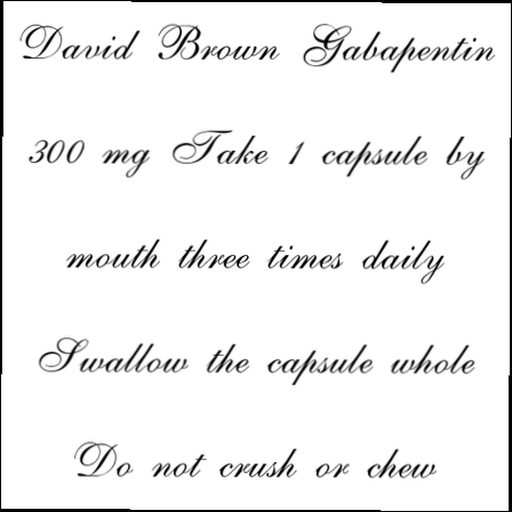 David Brown Gabapentin
300 mg Take 1 capsule by
mouth three times daily
Swallow the capsule whole
Do not crush or chew